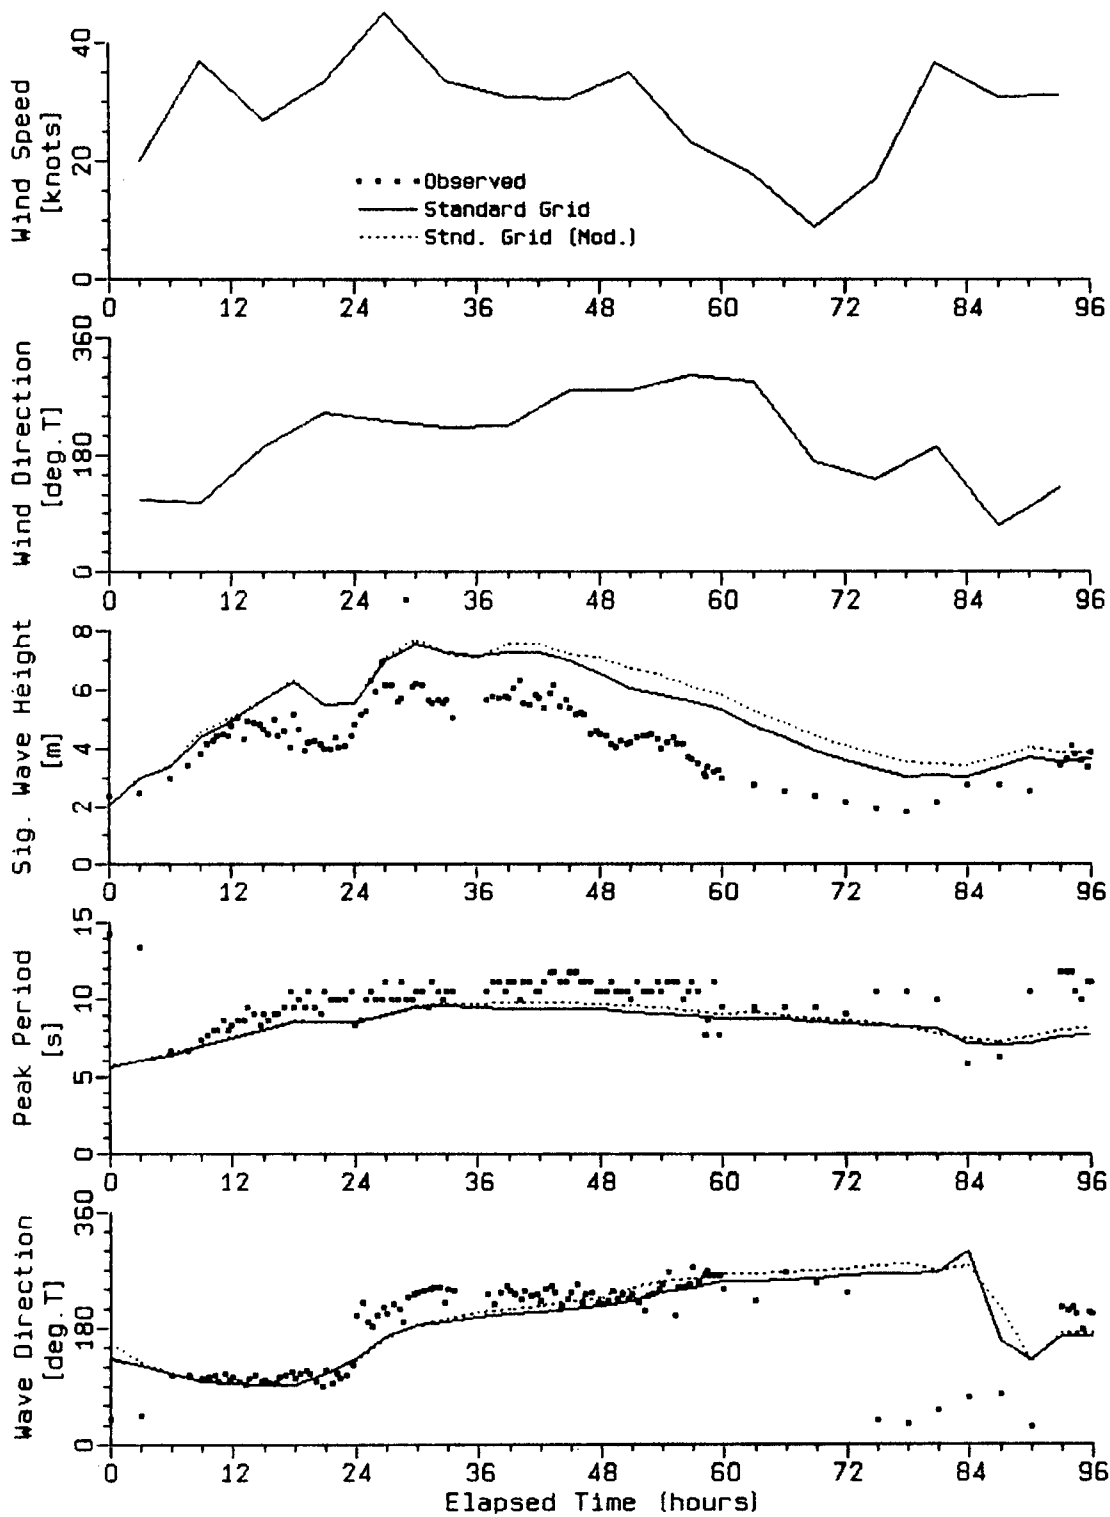 Wind Speed
[knots]
0 20 40
Observed
Standard Grid
Stnd. Grid (Mod.)
0 12 24 36 48 60 72 84 96
Wind Direction
[deg.T]
0 180 360
0 12 24 36 48 60 72 84 96
Sig. Wave Height
[m]
0 2 4 6 8
0 12 24 36 48 60 72 84 96
Peak Period
[s]
0 5 10 15
0 12 24 36 48 60 72 84 96
Wave Direction
[deg.T]
0 180 360
0 12 24 36 48 60 72 84 96
Elapsed Time (hours)